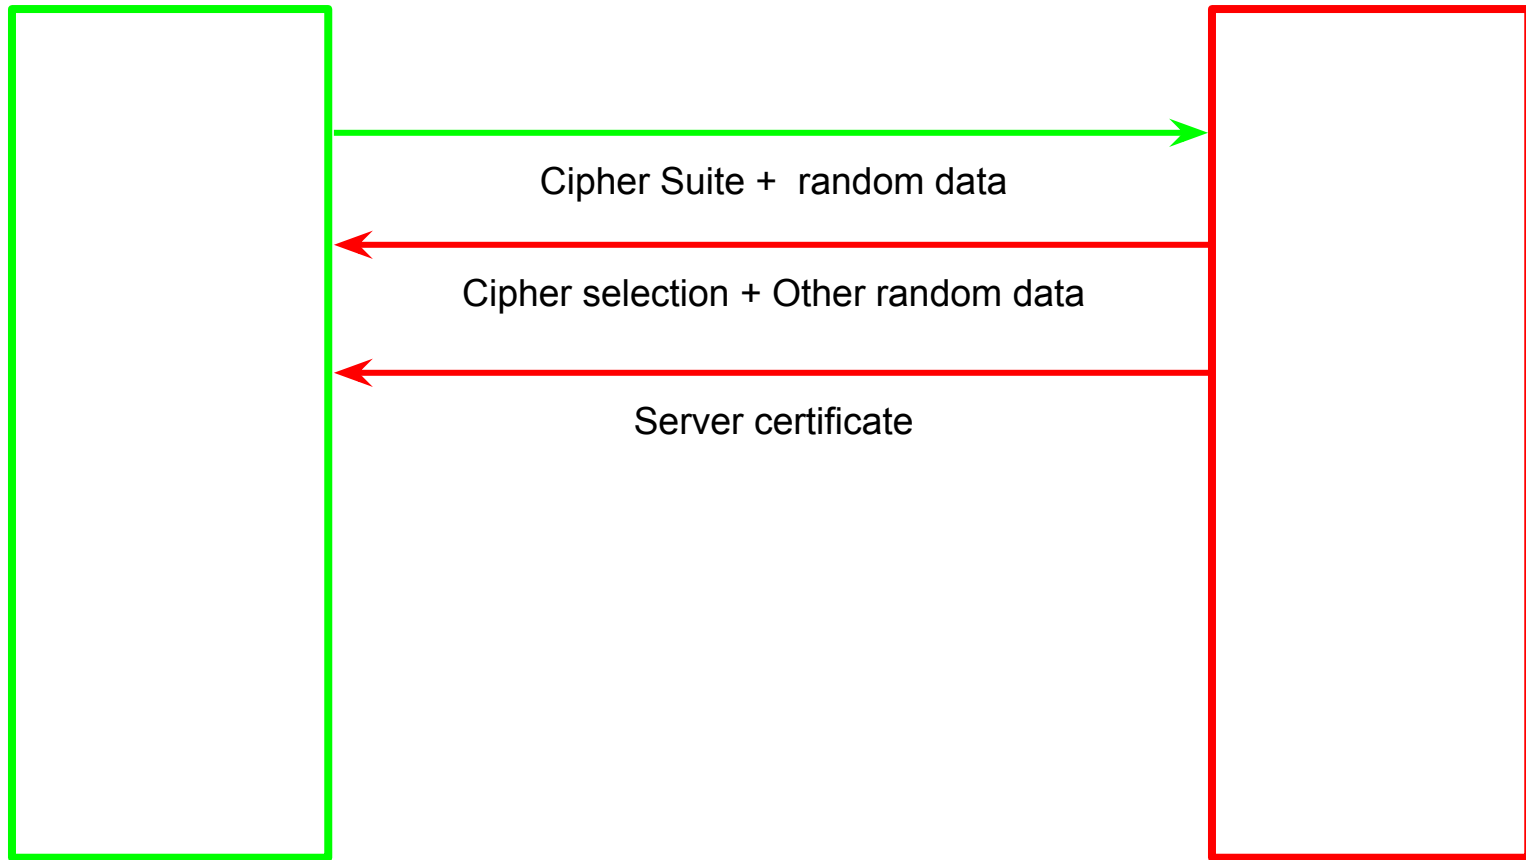 Cipher Suite + random data
Cipher selection + Other random data
Server certificate